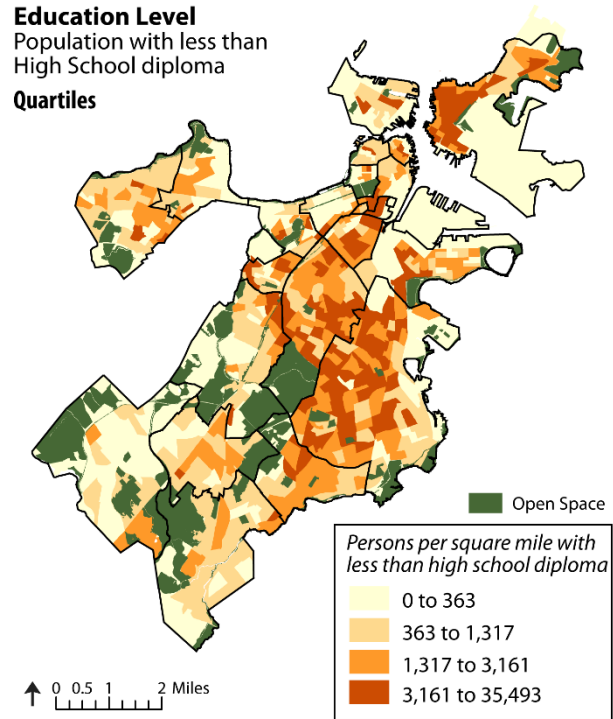 Education Level
Population with less than
High School diploma
Quartiles
Open Space
Persons per square mile with
less than high school diploma
0 to 363
363 to 1,317
1,317 to 3,161
3,161 to 35,493
0 0.5 1 2 Miles